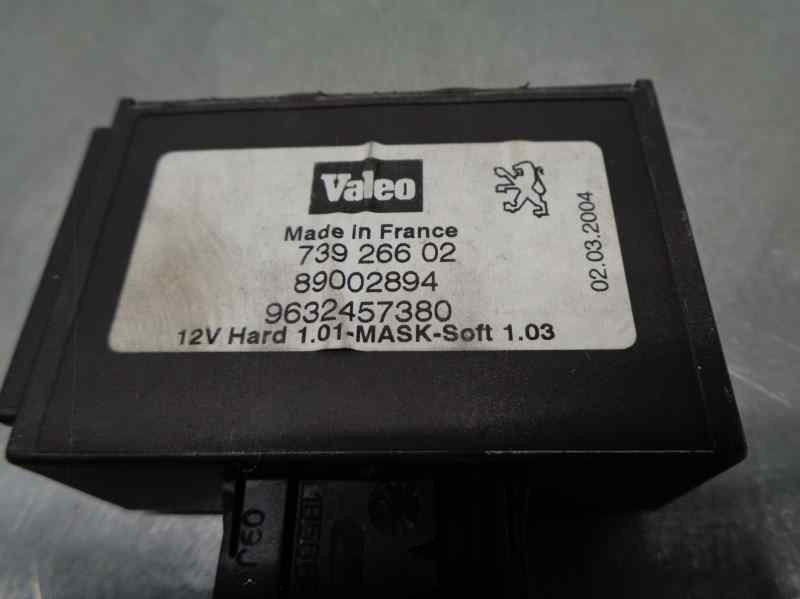 Valeo
Made in France
739 266 02
89002894
9632457380
12V Hard 1.01-MASK-Soft 1.03
02.03.2004